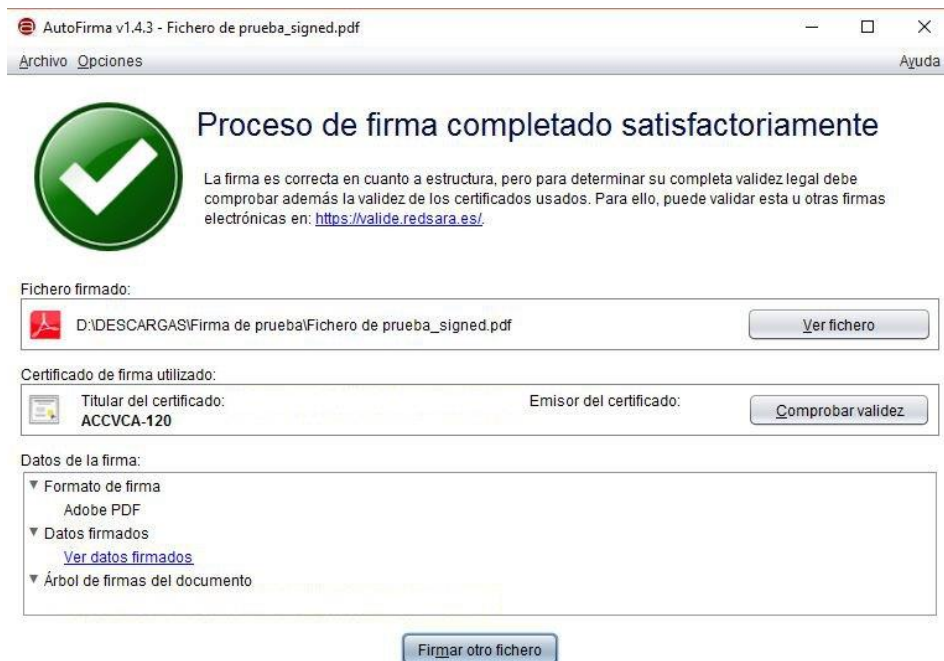 AutoFirma v1.4.3 - Fichero de prueba_signed.pdf
Archivo Opciones Ayuda
Proceso de firma completado satisfactoriamente
La firma es correcta en cuanto a estructura, pero para determinar su completa validez legal debe
comprobar además la validez de los certificados usados. Para ello, puede validar esta u otras firmas
electrónicas en: https://valide.redsara.es/.
Fichero firmado:
D:\DESCARGAS\Firma de prueba\Fichero de prueba_signed.pdf Ver fichero
Certificado de firma utilizado:
Titular del certificado: Emisor del certificado:
ACCVCA-120 Comprobar validez
Datos de la firma:
Formato de firma
Adobe PDF
Datos firmados
Ver datos firmados
Árbol de firmas del documento
Firmar otro fichero